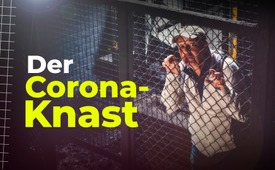 Der
Corona-
Knast